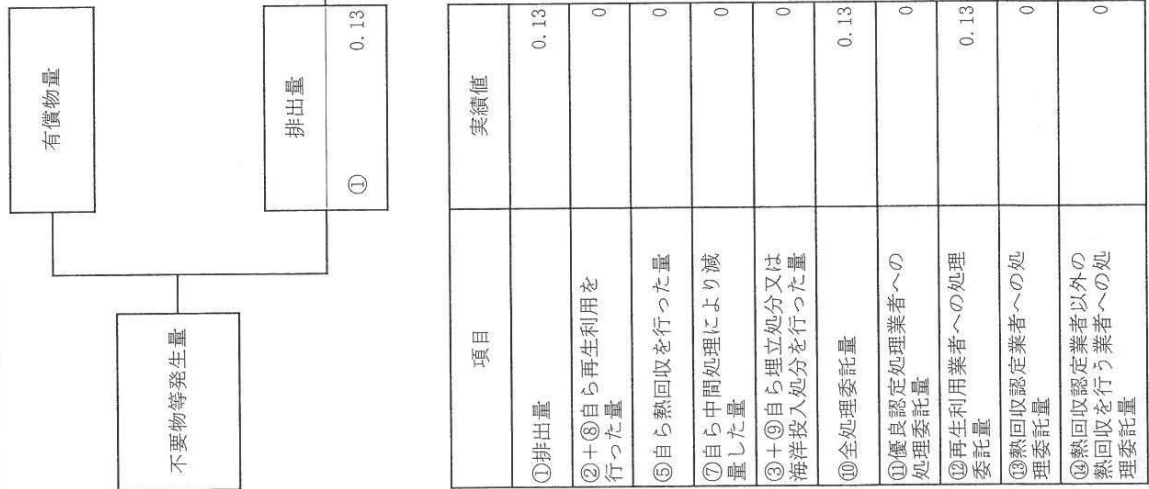 有償物量
不要物等発生量
排出量
① 0.13
項目 実績値
①排出量 0.13
②+⑧自ら再生利用を
行った量 0
⑤自ら熱回収を行った量 0
⑦自ら中間処理により減
量した量 0
③+⑨自ら埋立処分又は
海洋投入処分を行った量 0
⑩全処理委託量 0.13
⑪優良認定処理業者への
処理委託量 0
⑫再生利用業者への処理
委託量 0.13
⑬熱回収認定業者への処
理委託量 0
⑭熱回収認定業者以外の
熱回収を行う業者への処
理委託量 0